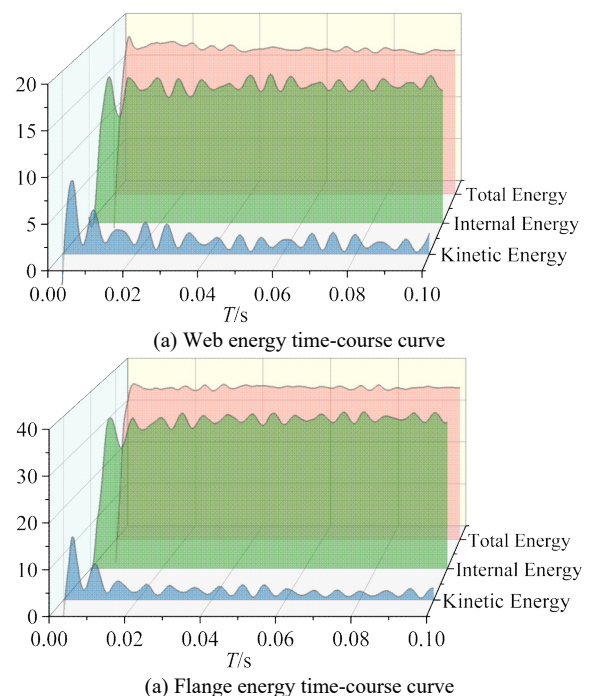 20
15
10
5
0
Total Energy
Internal Energy
Kinetic Energy
0.00 0.02 0.04 0.06 0.08 0.10
T/s
(a) Web energy time-course curve
40
30
20
10
0
Total Energy
Internal Energy
Kinetic Energy
0.00 0.02 0.04 0.06 0.08 0.10
T/s
(a) Flange energy time-course curve